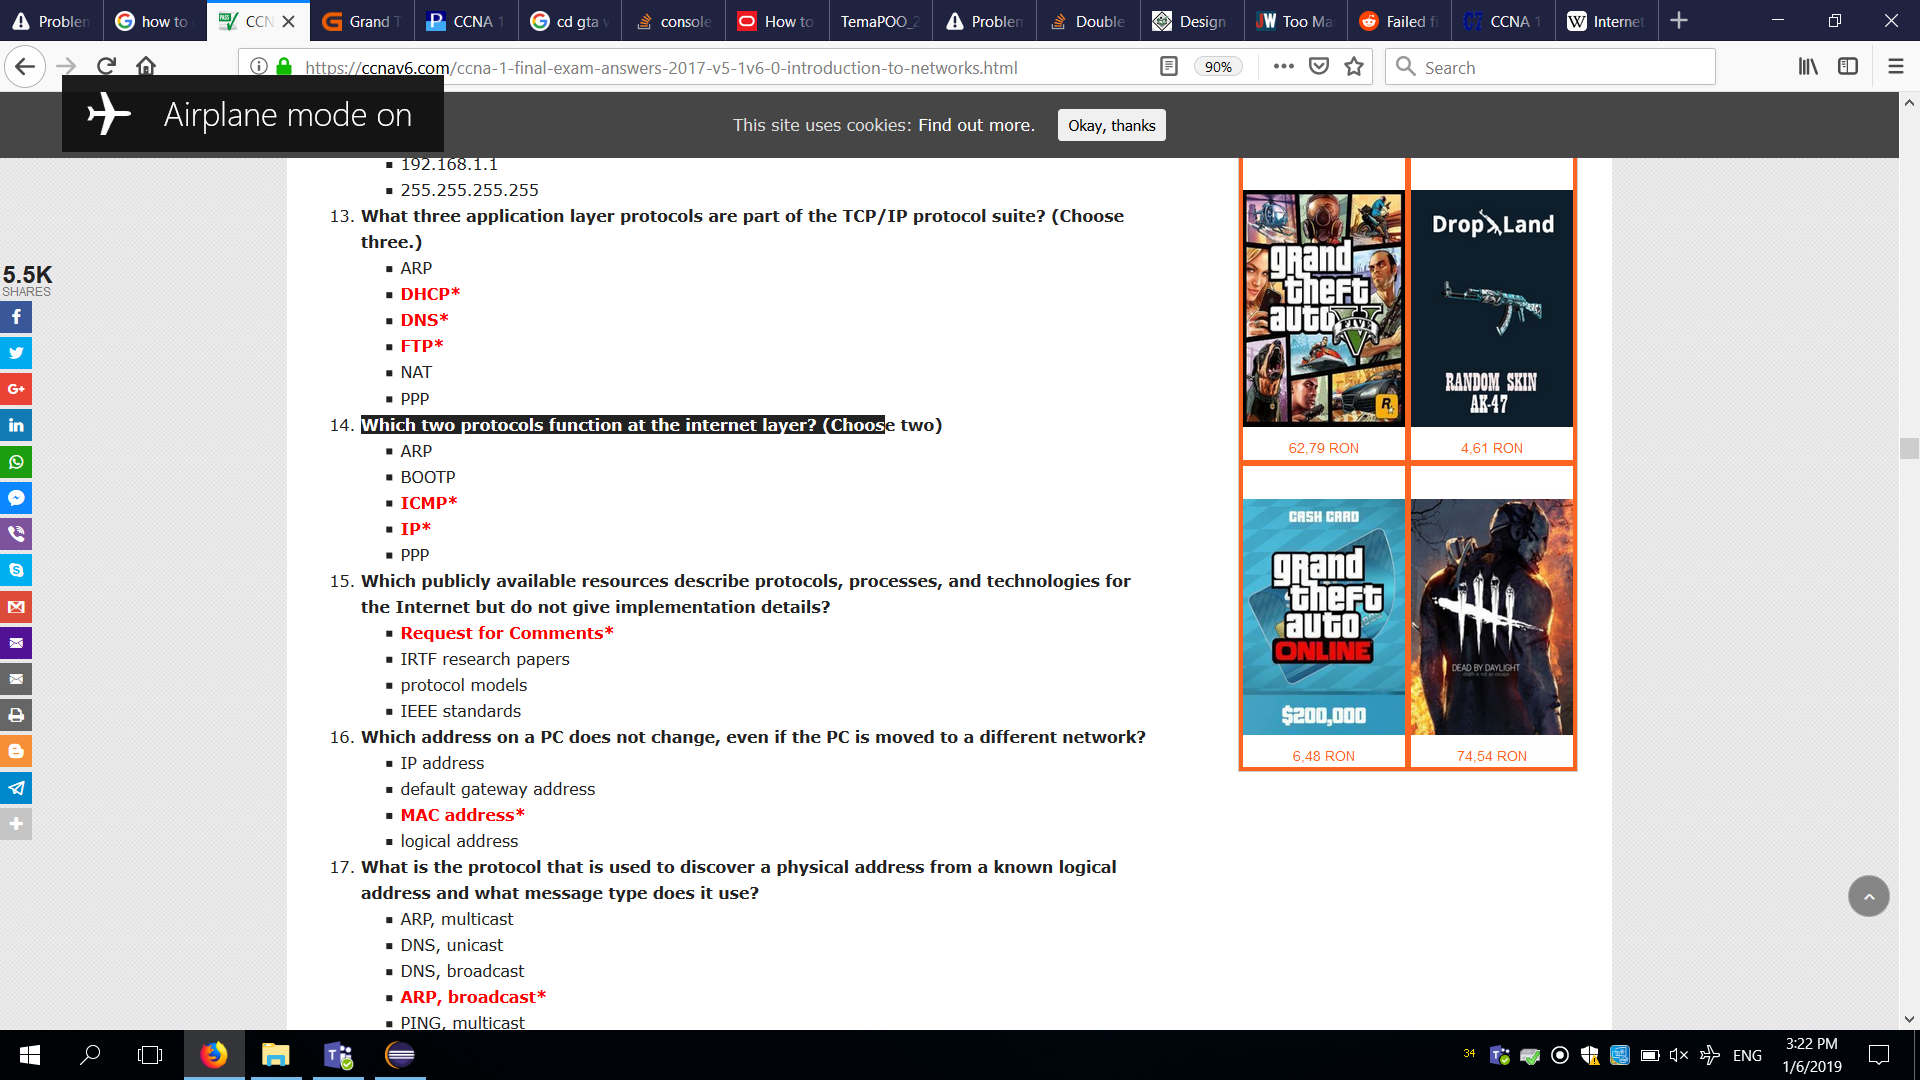 Problem
how to
CCN
Grand T
CCNA 1
cd gta v
console
How to
TemaPOO_2
Problem
Double
Design
Too Ma
Failed fi
CCNA 1
Internet
https://ccnav6.com/ccna-1-final-exam-answers-2017-v5-1v6-0-introduction-to-networks.html
90%
Search
Airplane mode on
This site uses cookies: Find out more.
Okay, thanks
192.168.1.1
255.255.255.255
13. What three application layer protocols are part of the TCP/IP protocol suite? (Choose
three.)
ARP
DHCP*
DNS*
FTP*
NAT
PPP
14. Which two protocols function at the internet layer? (Choose two)
ARP
BOOTP
ICMP*
IP*
PPP
15. Which publicly available resources describe protocols, processes, and technologies for
the Internet but do not give implementation details?
Request for Comments*
IRTF research papers
protocol models
IEEE standards
16. Which address on a PC does not change, even if the PC is moved to a different network?
IP address
default gateway address
MAC address*
logical address
17. What is the protocol that is used to discover a physical address from a known logical
address and what message type does it use?
ARP, multicast
DNS, unicast
DNS, broadcast
ARP, broadcast*
PING, multicast
5.5K
SHARES
grand
theft
auto
FIVE
62,79 RON
Drop Land
RANDOM SKIN
AK-47
4,61 RON
CASH CARD
grand
theft
auto
ONLINE
$200,000
6,48 RON
DEAD BY DAYLIGHT
death is not an escape
74,54 RON
34
ENG
3:22 PM
1/6/2019